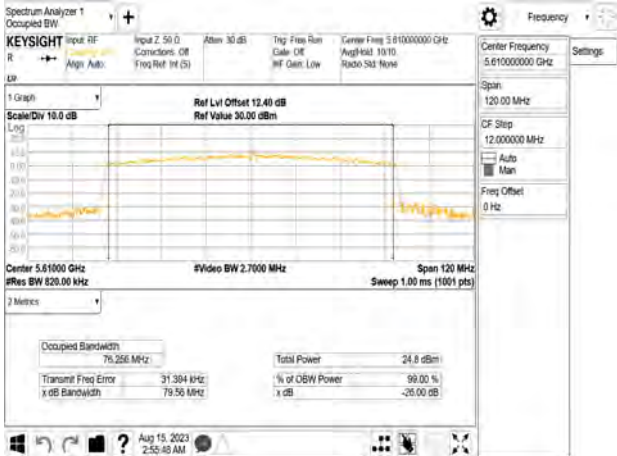 Spectrum Analyzer 1
Occupied BW
+
Frequency
KEYSIGHT
R
Input: RF
Align: Auto
Input Z: 50 Ω
Corrections: Off
Freq Ref: Int (S)
Atten: 30 dB
Trig: Free Run
Gate: Off
#IF Gain: Low
Center Freq: 5.610000000 GHz
Avg|Hold: 10/10
Radio Std: None
Center Frequency
5.610000000 GHz
Settings
Span
120.00 MHz
CF Step
12.000000 MHz
Auto
Man
Freq Offset
0 Hz
1 Graph
Scale/Div 10.0 dB
Log
Ref Lvl Offset 12.40 dB
Ref Value 30.00 dBm
Center 5.61000 GHz
#Res BW 820.00 kHz
#Video BW 2.7000 MHz
Span 120 MHz
Sweep 1.00 ms (1001 pts)
2 Metrics
Occupied Bandwidth
76.256 MHz
Total Power 24.8 dBm
Transmit Freq Error 31.394 kHz
% of OBW Power 99.00 %
x dB Bandwidth 79.56 MHz
x dB -26.00 dB
?
Aug 15, 2023
2:55:48 AM